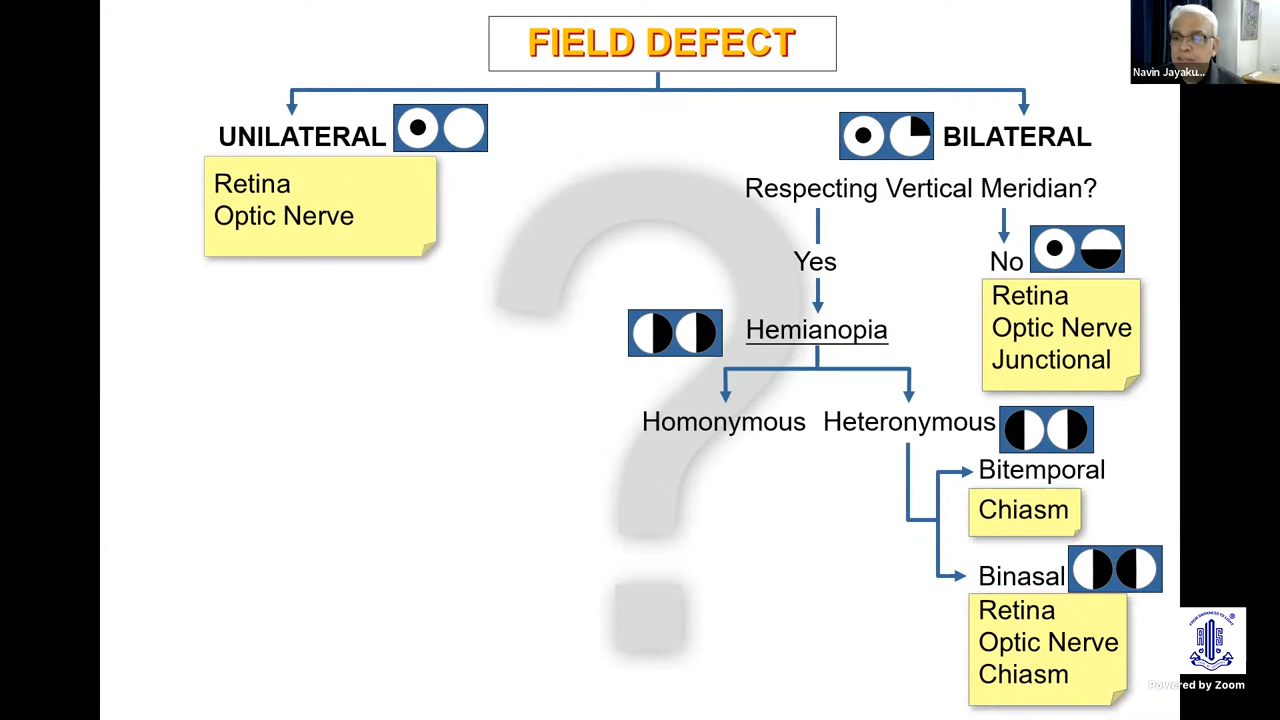 FIELD DEFECT
Navin Jayaku...
UNILATERAL
Retina
Optic Nerve
BILATERAL
Respecting Vertical Meridian?
Yes
No
Retina
Optic Nerve
Junctional
Hemianopia
Homonymous
Heteronymous
Bitemporal
Chiasm
Binasal
Retina
Optic Nerve
Chiasm
?
Powered by Zoom